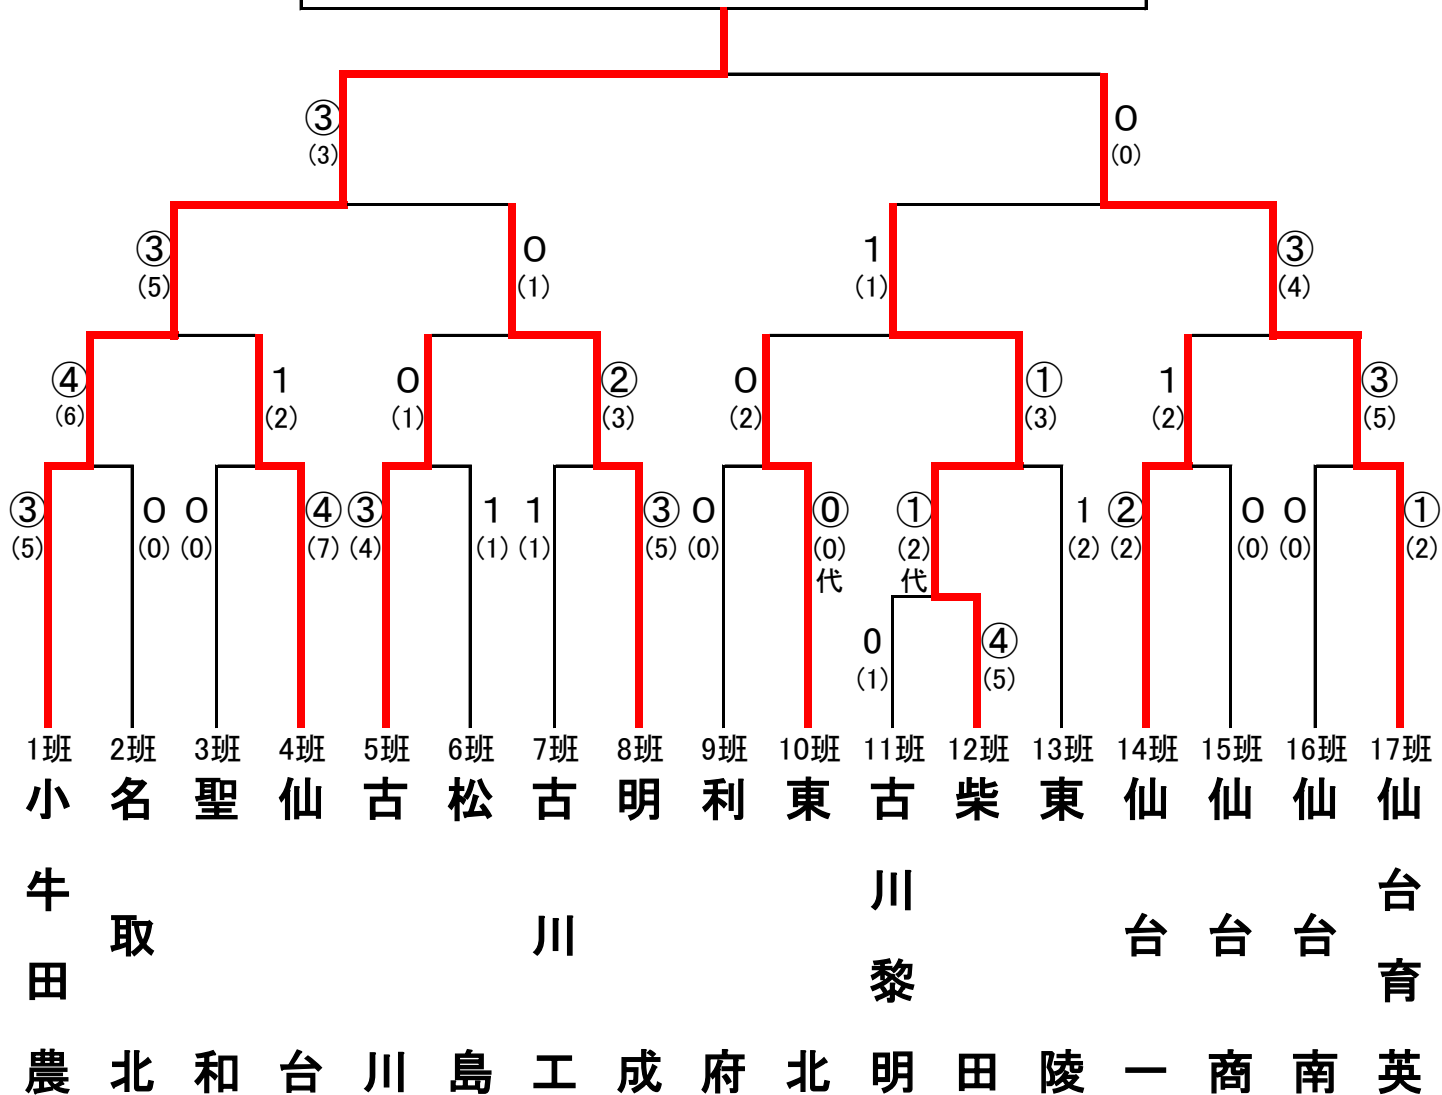 ③ 0
(3) (0)
③ 0 1 ③
(5) (1) (1) (4)
④ 1 0 ② 0 ① 1 ③
(6) (2) (1) (3) (2) (3) (2) (5)
③ 0 0 ④ ③ 1 1 ③ 0 ⓪ ① 1 ② 0 0 ①
(5) (0) (0) (7) (4) (1) (1) (5) (0) (0) (2) (2) (2) (0) (0) (2)
代 代
0 ④
(1) (5)
1班 2班 3班 4班 5班 6班 7班 8班 9班 10班 11班 12班 13班 14班 15班 16班 17班
小牛田農
名取北
聖和
仙台
古川
松島
古川工
明成
利府
東北
古川黎明
柴田
東陵
仙台一
仙台商
仙台南
仙台育英